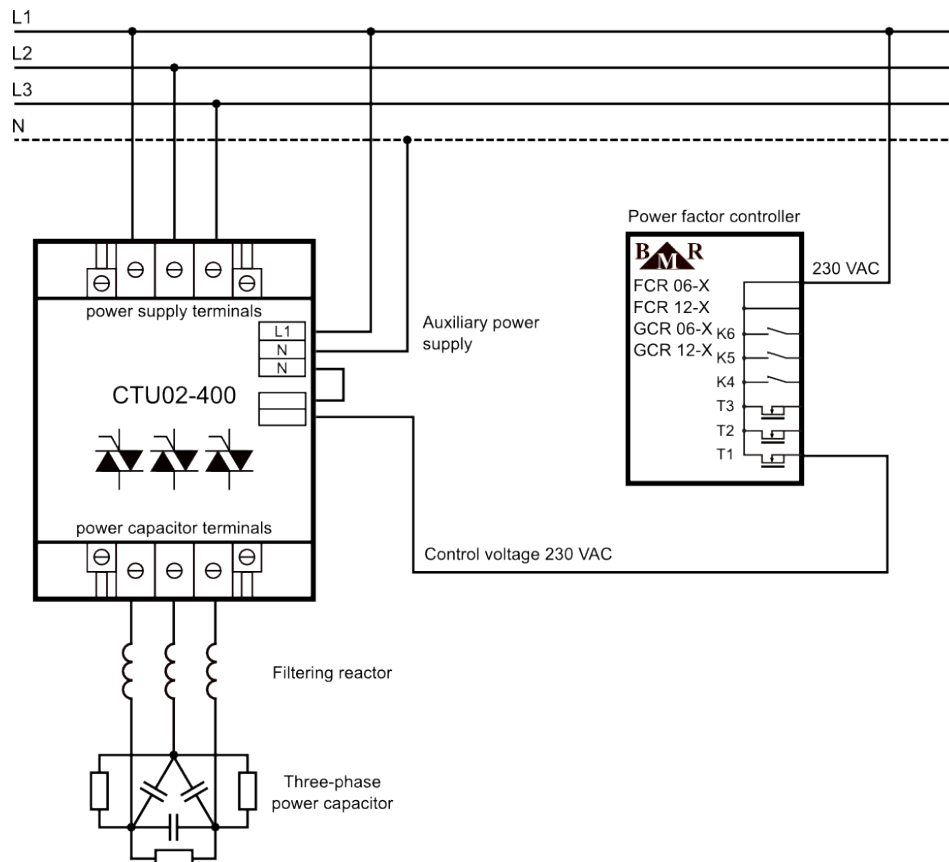 L1
L2
L3
N
Power factor controller
BMR
230 VAC
FCR 06-X
FCR 12-X
GCR 06-X
GCR 12-X
K6
K5
K4
T3
T2
T1
power supply terminals
L1
N
N
Auxiliary power
supply
CTU02-400
power capacitor terminals
Control voltage 230 VAC
Filtering reactor
Three-phase
power capacitor